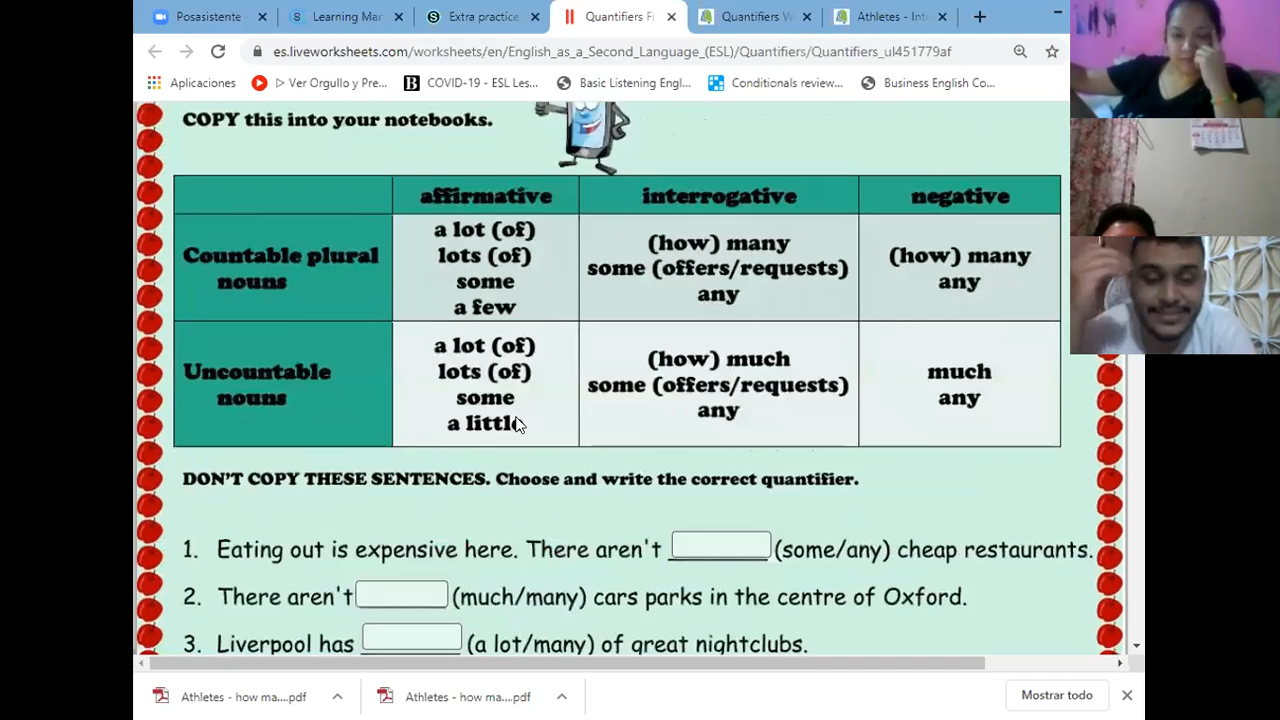 Posasistente
Learning Mar
Extra practice
Quantifiers Fi
Quantifiers W
Athletes - Int
es.liveworksheets.com/worksheets/en/English_as_a_Second_Language_(ESL)/Quantifiers/Quantifiers_ul451779af
Aplicaciones
▷ Ver Orgullo y Pre...
COVID-19 - ESL Les...
Basic Listening Engl...
Conditionals review...
Business English Co...
COPY this into your notebooks.
affirmative interrogative negative
Countable plural nouns
a lot (of)
lots (of)
some
a few
(how) many
some (offers/requests)
any
(how) many
any
Uncountable nouns
a lot (of)
lots (of)
some
a little
(how) much
some (offers/requests)
any
much
any
DON'T COPY THESE SENTENCES. Choose and write the correct quantifier.
1. Eating out is expensive here. There aren't (some/any) cheap restaurants.
2. There aren't (much/many) cars parks in the centre of Oxford.
3. Liverpool has (a lot/many) of great nightclubs.
Athletes - how ma....pdf
Athletes - how ma....pdf
Mostrar todo